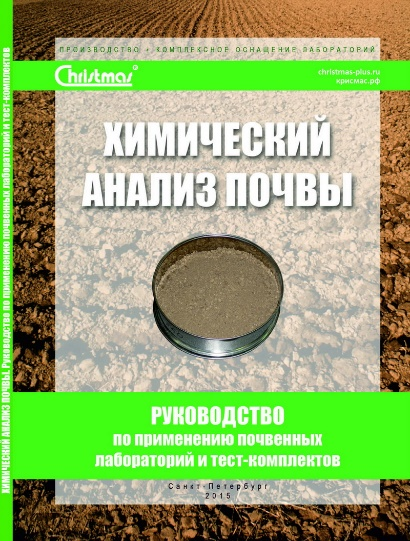 ПРОИЗВОДСТВО • КОМПЛЕКСНОЕ ОСНАЩЕНИЕ ЛАБОРАТОРИЙ
Christmas®
christmas-plus.ru
крисмас.рф
ХИМИЧЕСКИЙ
АНАЛИЗ ПОЧВЫ
РУКОВОДСТВО
по применению почвенных
лабораторий и тест-комплектов
Санкт-Петербург
2015
ХИМИЧЕСКИЙ АНАЛИЗ ПОЧВЫ. Руководство по применению почвенных лабораторий и тест-комплектов